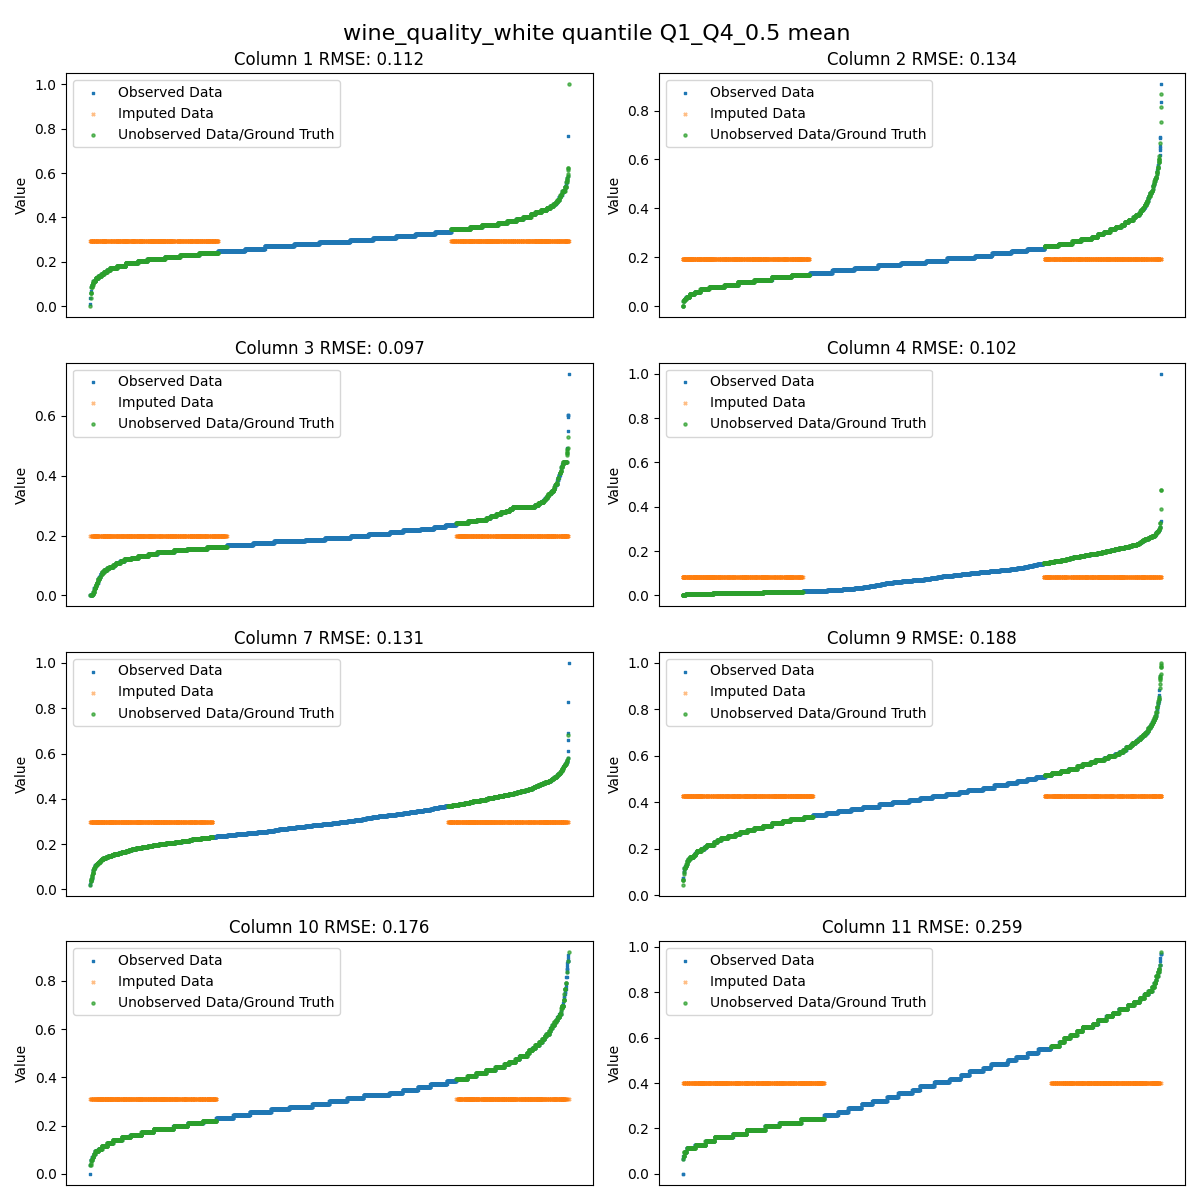 wine_quality_white quantile Q1_Q4_0.5 mean
Column 1 RMSE: 0.112
Value
1.0
0.8
0.6
0.4
0.2
0.0
Observed Data
Imputed Data
Unobserved Data/Ground Truth
Column 2 RMSE: 0.134
Value
0.8
0.6
0.4
0.2
0.0
Observed Data
Imputed Data
Unobserved Data/Ground Truth
Column 3 RMSE: 0.097
Value
0.6
0.4
0.2
0.0
Observed Data
Imputed Data
Unobserved Data/Ground Truth
Column 4 RMSE: 0.102
Value
1.0
0.8
0.6
0.4
0.2
0.0
Observed Data
Imputed Data
Unobserved Data/Ground Truth
Column 7 RMSE: 0.131
Value
1.0
0.8
0.6
0.4
0.2
0.0
Observed Data
Imputed Data
Unobserved Data/Ground Truth
Column 9 RMSE: 0.188
Value
1.0
0.8
0.6
0.4
0.2
0.0
Observed Data
Imputed Data
Unobserved Data/Ground Truth
Column 10 RMSE: 0.176
Value
0.8
0.6
0.4
0.2
0.0
Observed Data
Imputed Data
Unobserved Data/Ground Truth
Column 11 RMSE: 0.259
Value
1.0
0.8
0.6
0.4
0.2
0.0
Observed Data
Imputed Data
Unobserved Data/Ground Truth